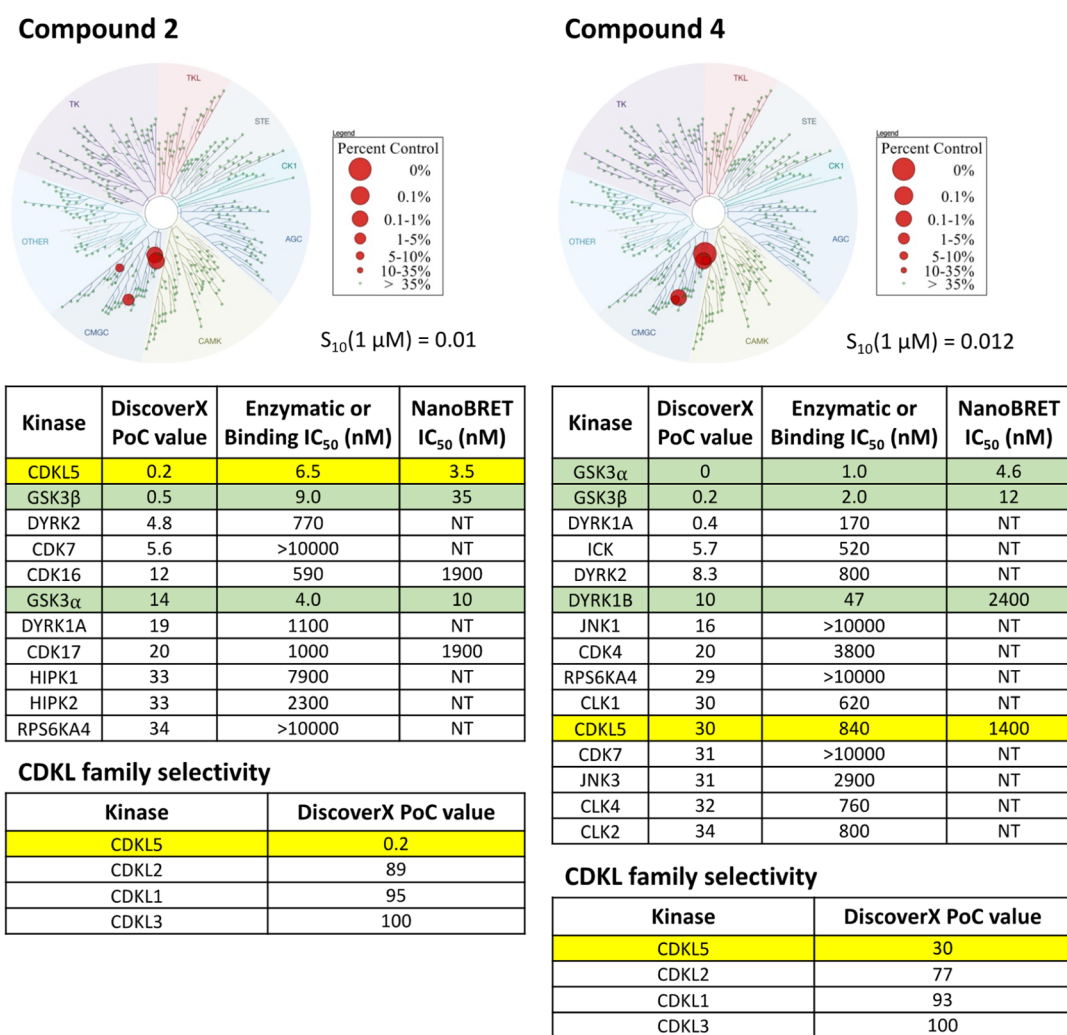 Compound 2
TKL
TK
STE
CK1
OTHER
AGC
CMGC
CAMK
Legend
Percent Control
0%
0.1%
0.1-1%
1-5%
5-10%
10-35%
> 35%
S10(1 µM) = 0.01
Kinase | DiscoverX PoC value | Enzymatic or Binding IC50 (nM) | NanoBRET IC50 (nM)
CDKL5 | 0.2 | 6.5 | 3.5
GSK3β | 0.5 | 9.0 | 35
DYRK2 | 4.8 | 770 | NT
CDK7 | 5.6 | >10000 | NT
CDK16 | 12 | 590 | 1900
GSK3α | 14 | 4.0 | 10
DYRK1A | 19 | 1100 | NT
CDK17 | 20 | 1000 | 1900
HIPK1 | 33 | 7900 | NT
HIPK2 | 33 | 2300 | NT
RPS6KA4 | 34 | >10000 | NT
CDKL family selectivity
Kinase | DiscoverX PoC value
CDKL5 | 0.2
CDKL2 | 89
CDKL1 | 95
CDKL3 | 100
Compound 4
TKL
TK
STE
CK1
OTHER
AGC
CMGC
CAMK
Legend
Percent Control
0%
0.1%
0.1-1%
1-5%
5-10%
10-35%
> 35%
S10(1 µM) = 0.012
Kinase | DiscoverX PoC value | Enzymatic or Binding IC50 (nM) | NanoBRET IC50 (nM)
GSK3α | 0 | 1.0 | 4.6
GSK3β | 0.2 | 2.0 | 12
DYRK1A | 0.4 | 170 | NT
ICK | 5.7 | 520 | NT
DYRK2 | 8.3 | 800 | NT
DYRK1B | 10 | 47 | 2400
JNK1 | 16 | >10000 | NT
CDK4 | 20 | 3800 | NT
RPS6KA4 | 29 | >10000 | NT
CLK1 | 30 | 620 | NT
CDKL5 | 30 | 840 | 1400
CDK7 | 31 | >10000 | NT
JNK3 | 31 | 2900 | NT
CLK4 | 32 | 760 | NT
CLK2 | 34 | 800 | NT
CDKL family selectivity
Kinase | DiscoverX PoC value
CDKL5 | 30
CDKL2 | 77
CDKL1 | 93
CDKL3 | 100